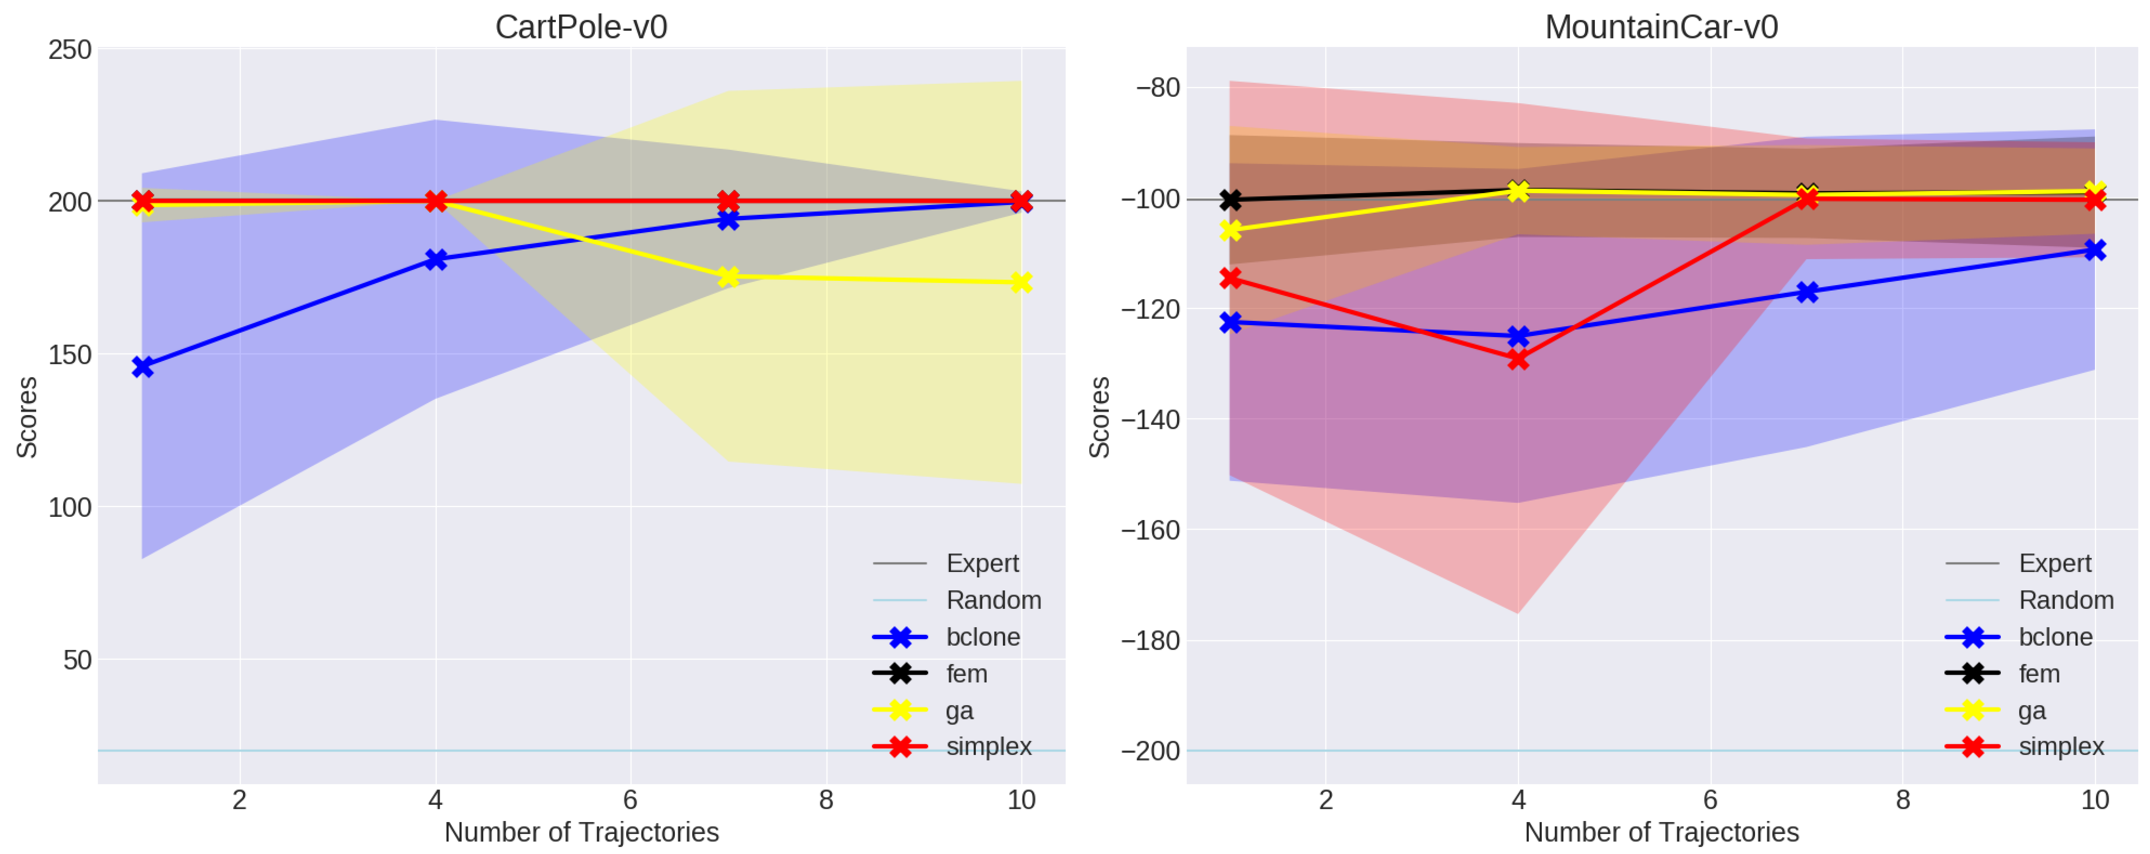 CartPole-v0
250
200
150
100
50
Scores
2
4
6
8
10
Number of Trajectories
Expert
Random
bclone
fem
ga
simplex
MountainCar-v0
−80
−100
−120
−140
−160
−180
−200
Scores
2
4
6
8
10
Number of Trajectories
Expert
Random
bclone
fem
ga
simplex